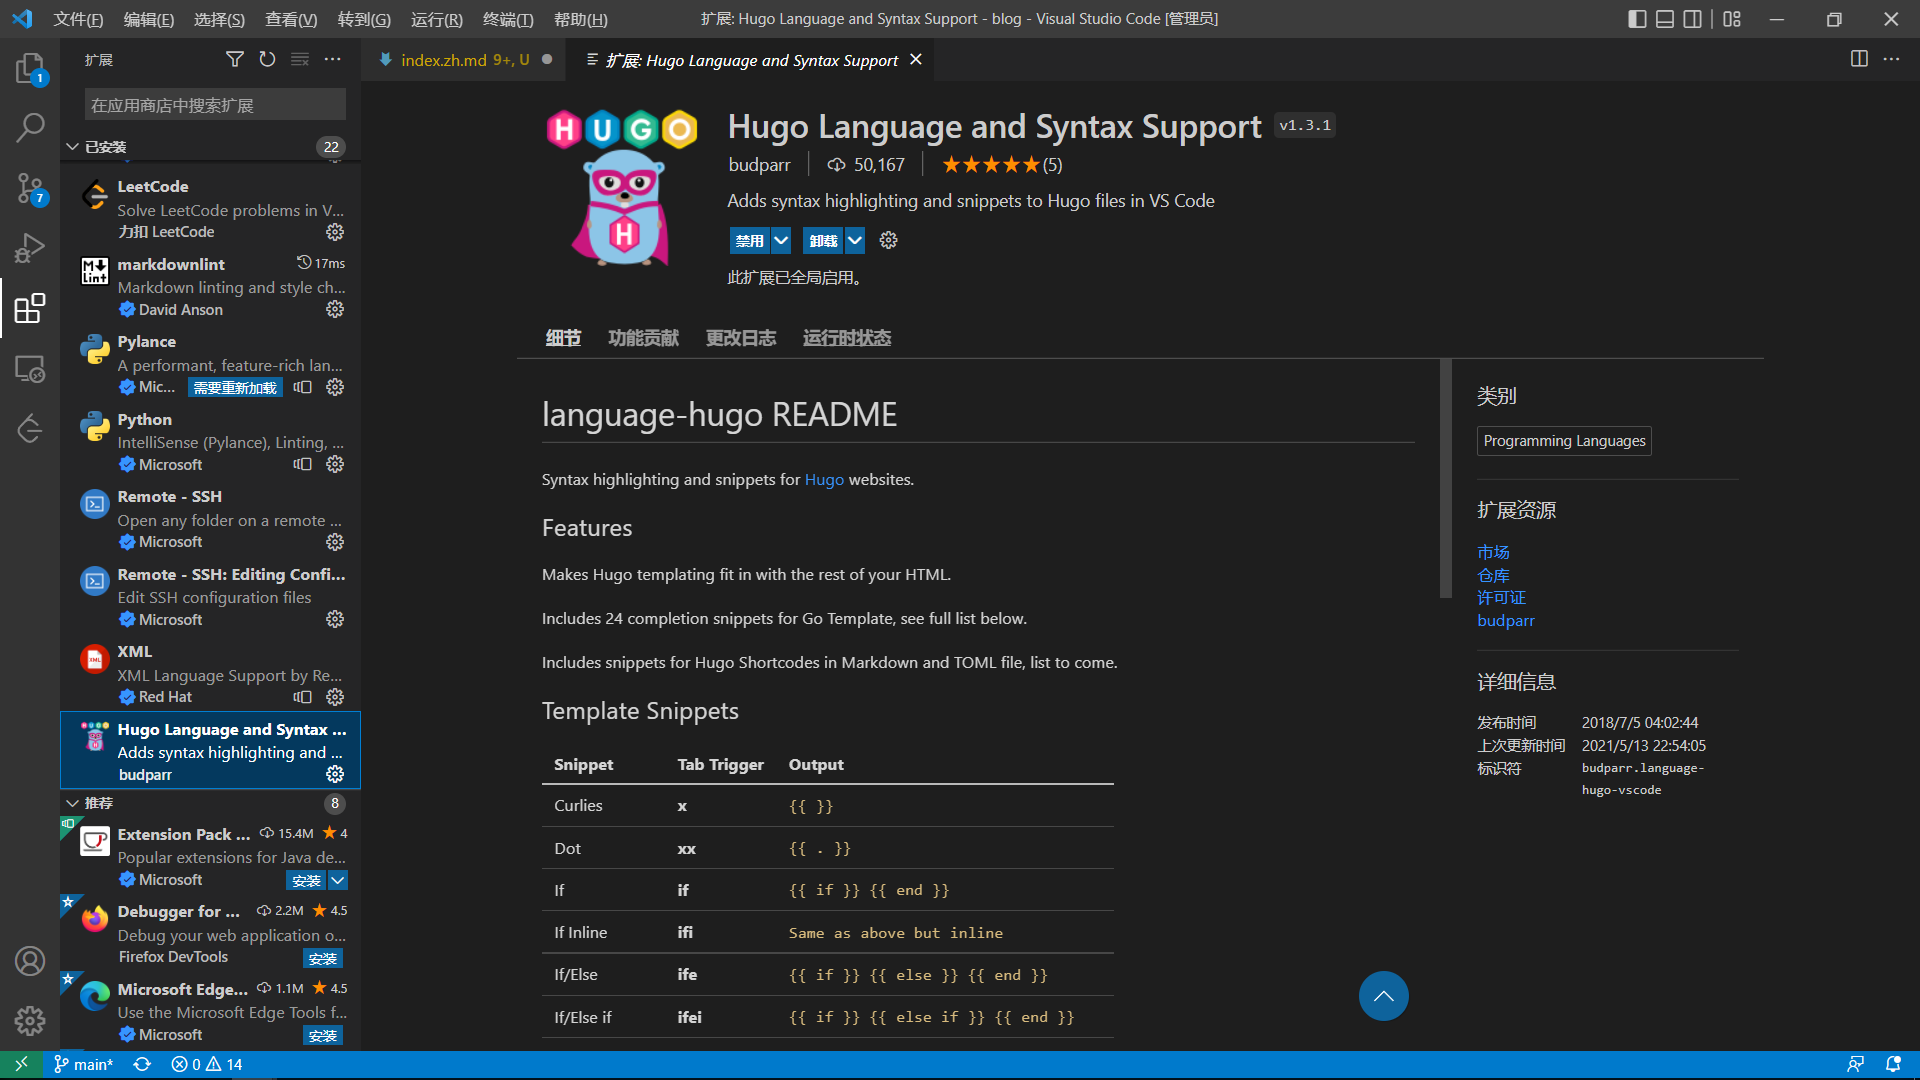 文件(F) 编辑(E) 选择(S) 查看(V) 转到(G) 运行(R) 终端(T) 帮助(H)
扩展: Hugo Language and Syntax Support - blog - Visual Studio Code [管理员]
扩展
index.zh.md 9+, U
扩展: Hugo Language and Syntax Support
1
7
在应用商店中搜索扩展
已安装 22
LeetCode
Solve LeetCode problems in V...
力扣 LeetCode
markdownlint 17ms
Markdown linting and style ch...
David Anson
Pylance
A performant, feature-rich lan...
Mic... 需要重新加载
Python
IntelliSense (Pylance), Linting, ...
Microsoft
Remote - SSH
Open any folder on a remote ...
Microsoft
Remote - SSH: Editing Confi...
Edit SSH configuration files
Microsoft
XML
XML Language Support by Re...
Red Hat
Hugo Language and Syntax ...
Adds syntax highlighting and ...
budparr
推荐 8
Extension Pack ... 15.4M 4
Popular extensions for Java de...
Microsoft 安装
Debugger for ... 2.2M 4.5
Debug your web application o...
Firefox DevTools 安装
Microsoft Edge... 1.1M 4.5
Use the Microsoft Edge Tools f...
Microsoft 安装
HUGO
H
Hugo Language and Syntax Support v1.3.1
budparr 50,167 ★★★★★(5)
Adds syntax highlighting and snippets to Hugo files in VS Code
禁用 卸载
此扩展已全局启用。
细节 功能贡献 更改日志 运行时状态
language-hugo README
Syntax highlighting and snippets for Hugo websites.
Features
Makes Hugo templating fit in with the rest of your HTML.
Includes 24 completion snippets for Go Template, see full list below.
Includes snippets for Hugo Shortcodes in Markdown and TOML file, list to come.
Template Snippets
Snippet Tab Trigger Output
Curlies x {{ }}
Dot xx {{ . }}
If if {{ if }} {{ end }}
If Inline ifi Same as above but inline
If/Else ife {{ if }} {{ else }} {{ end }}
If/Else if ifei {{ if }} {{ else if }} {{ end }}
类别
Programming Languages
扩展资源
市场
仓库
许可证
budparr
详细信息
发布时间 2018/7/5 04:02:44
上次更新时间 2021/5/13 22:54:05
标识符 budparr.language-
hugo-vscode
main* 0 14